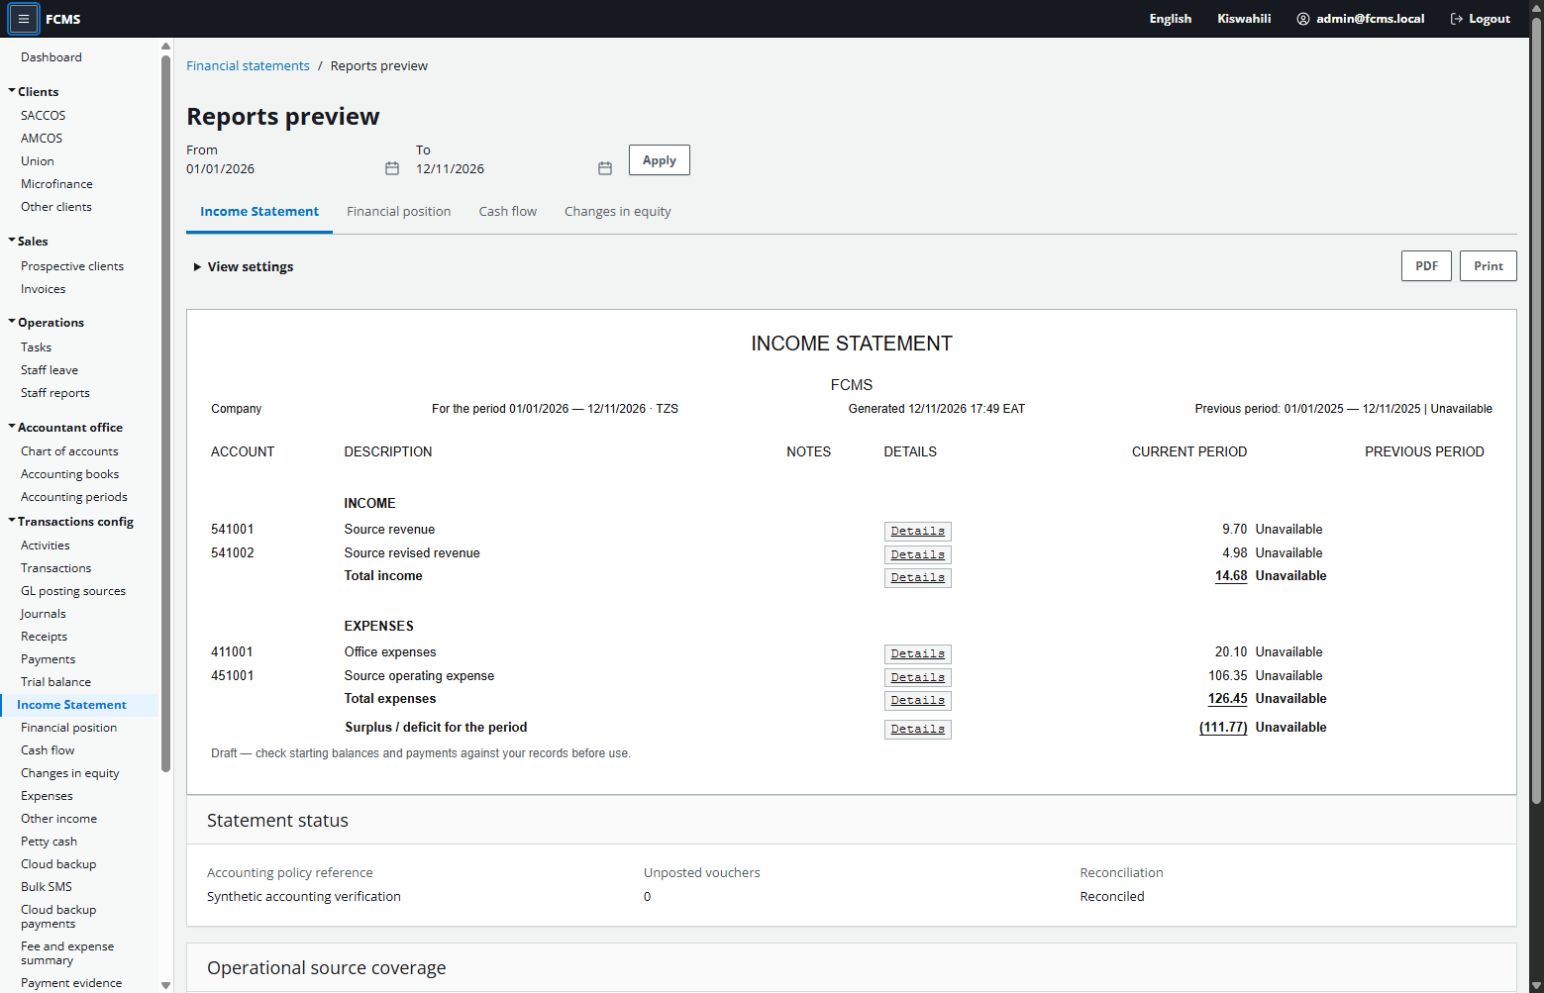 FCMS
English Kiswahili admin@fcms.local Logout
Dashboard
Clients
SACCOS
AMCOS
Union
Microfinance
Other clients
Sales
Prospective clients
Invoices
Operations
Tasks
Staff leave
Staff reports
Accountant office
Chart of accounts
Accounting books
Accounting periods
Transactions config
Activities
Transactions
GL posting sources
Journals
Receipts
Payments
Trial balance
Income Statement
Financial position
Cash flow
Changes in equity
Expenses
Other income
Petty cash
Cloud backup
Bulk SMS
Cloud backup
payments
Fee and expense
summary
Payment evidence
Financial statements / Reports preview
Reports preview
From To
01/01/2026 12/11/2026 Apply
Income Statement Financial position Cash flow Changes in equity
View settings PDF Print
INCOME STATEMENT
FCMS
Company For the period 01/01/2026 — 12/11/2026 · TZS Generated 12/11/2026 17:49 EAT Previous period: 01/01/2025 — 12/11/2025 | Unavailable
ACCOUNT DESCRIPTION NOTES DETAILS CURRENT PERIOD PREVIOUS PERIOD
INCOME
541001 Source revenue Details 9.70 Unavailable
541002 Source revised revenue Details 4.98 Unavailable
Total income Details 14.68 Unavailable
EXPENSES
411001 Office expenses Details 20.10 Unavailable
451001 Source operating expense Details 106.35 Unavailable
Total expenses Details 126.45 Unavailable
Surplus / deficit for the period Details (111.77) Unavailable
Draft — check starting balances and payments against your records before use.
Statement status
Accounting policy reference Unposted vouchers Reconciliation
Synthetic accounting verification 0 Reconciled
Operational source coverage